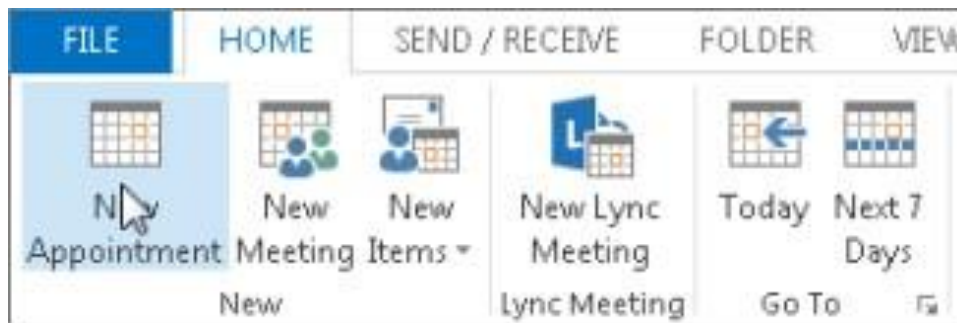 FILE HOME SEND / RECEIVE FOLDER
New New New Lync Today Next 7
Appointment Meeting Items Meeting Days
New Lync Meeting Go To